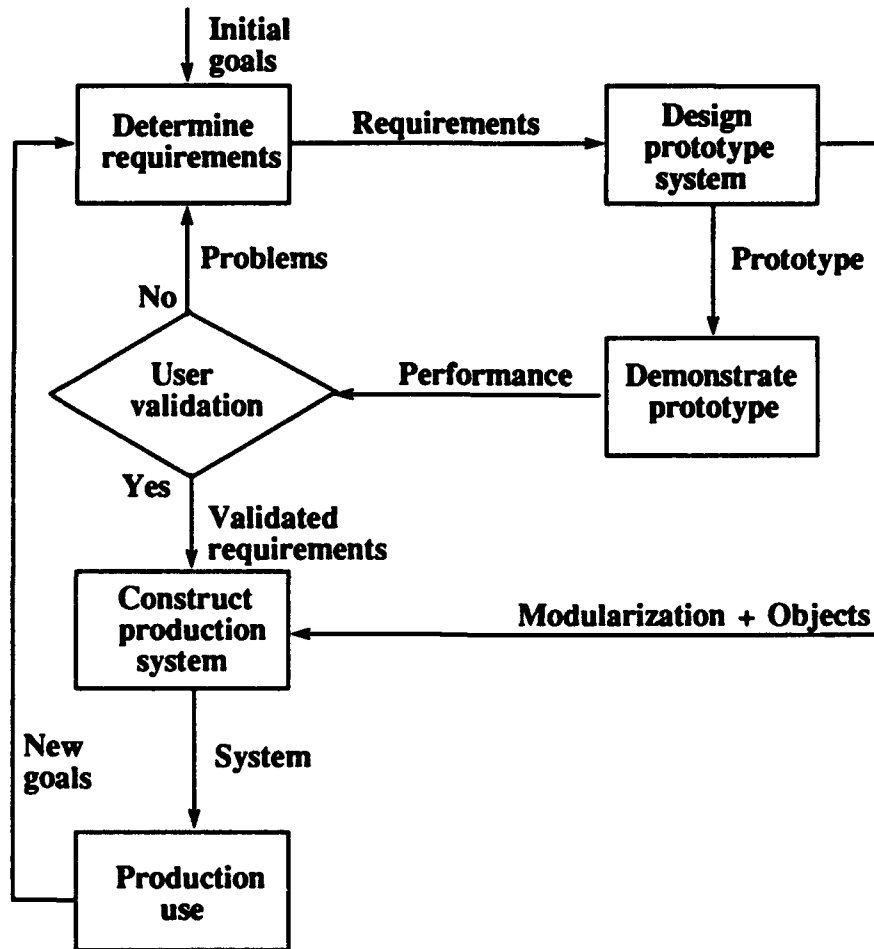 Initial
goals
Determine
requirements
Requirements
Design
prototype
system
Problems
No
Prototype
User
validation
Performance
Demonstrate
prototype
Yes
Validated
requirements
Construct
production
system
Modularization + Objects
New
goals
System
Production
use